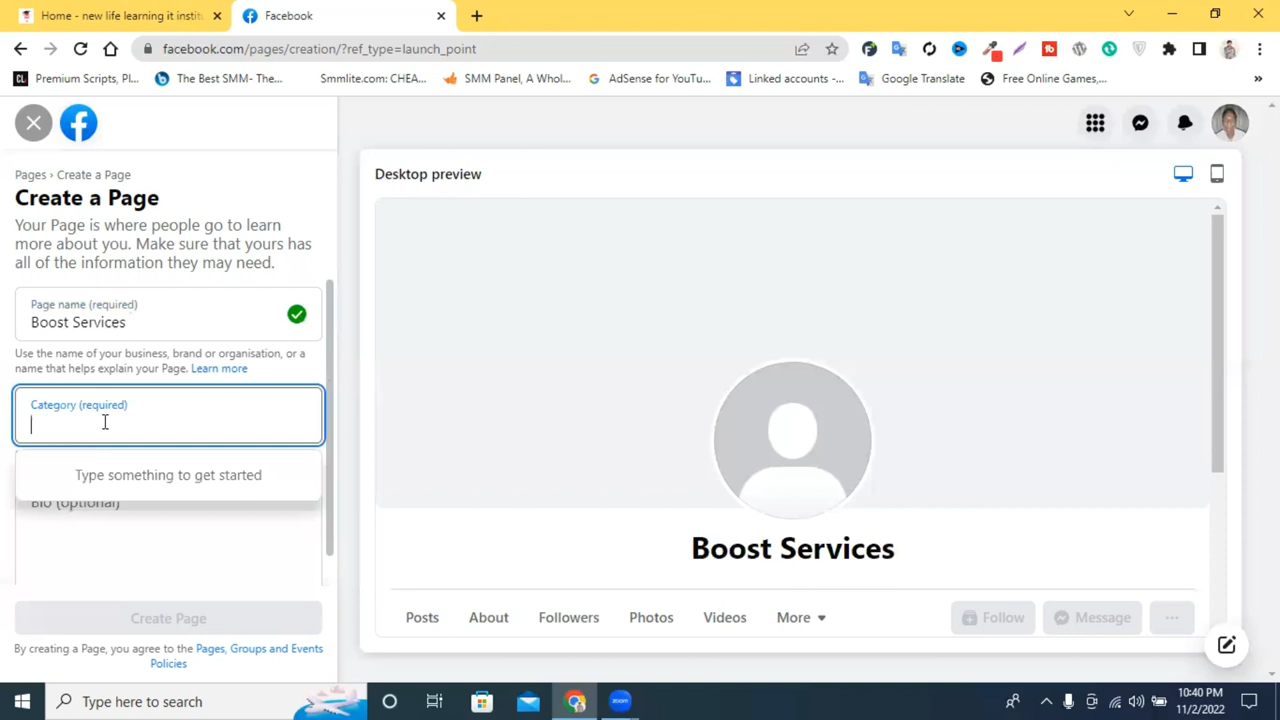 Home - new life learning it instit
Facebook
facebook.com/pages/creation/?ref_type=launch_point
CL Premium Scripts, Pl...
The Best SMM- The...
Smmlite.com: CHEA...
SMM Panel, A Whol...
AdSense for YouTu...
Linked accounts -...
Google Translate
Free Online Games,...
»
Pages › Create a Page
Create a Page
Your Page is where people go to learn
more about you. Make sure that yours has
all of the information they may need.
Page name (required)
Boost Services
Use the name of your business, brand or organisation, or a
name that helps explain your Page. Learn more
Category (required)
Type something to get started
Bio (optional)
Create Page
By creating a Page, you agree to the Pages, Groups and Events
Policies
Desktop preview
Boost Services
Posts About Followers Photos Videos More
Follow
Message
...
Type here to search
zoom
10:40 PM
11/2/2022